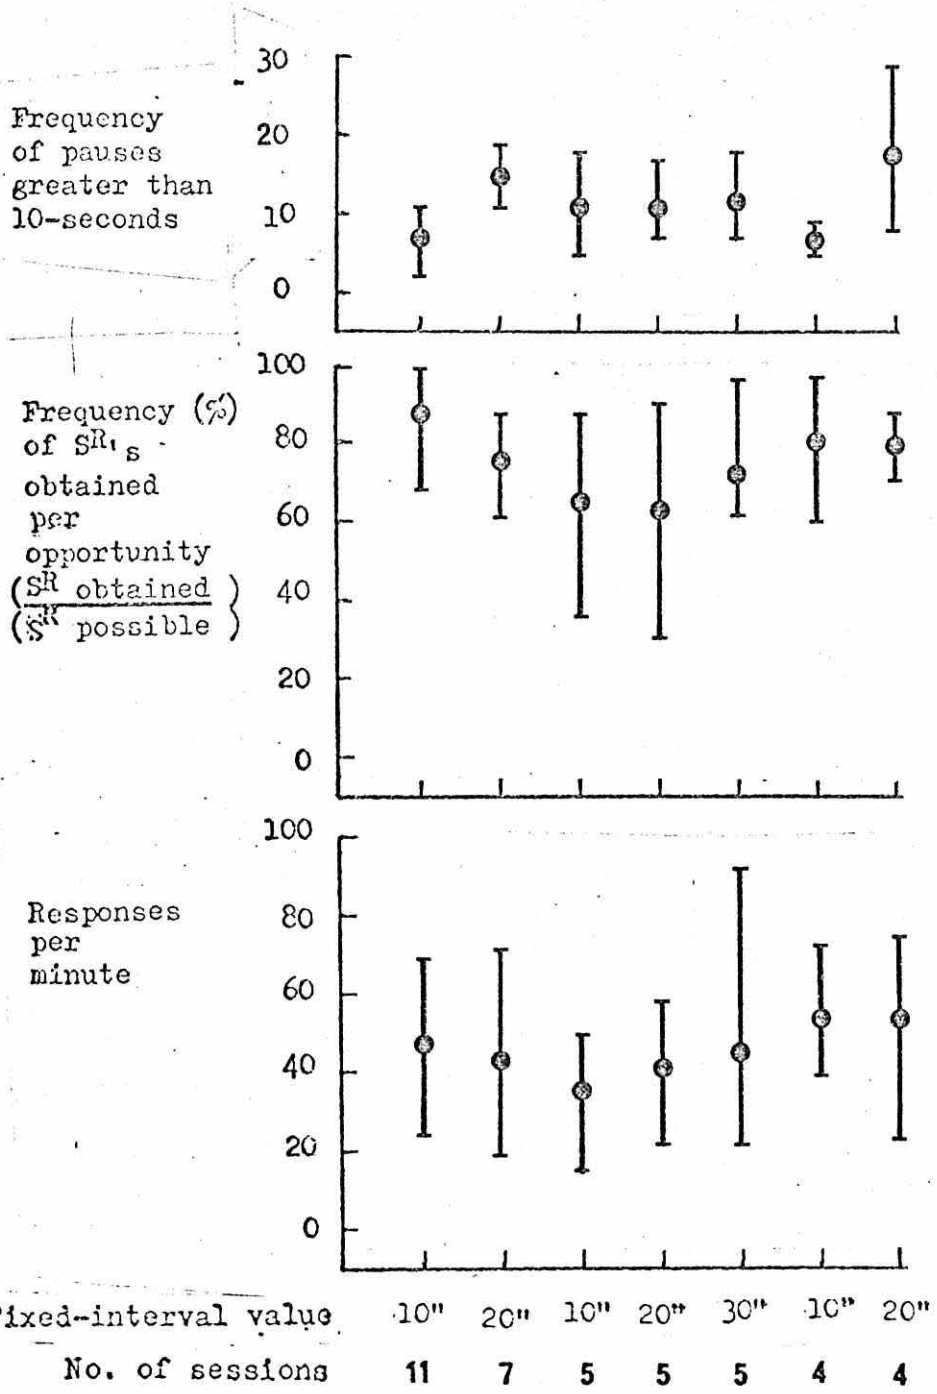 30
Frequency
of pauses
greater than
10-seconds
20
10
0
100
Frequency (%)
of SR's
obtained
per
opportunity
(SR obtained)
(SR possible)
80
60
40
20
0
100
Responses
per
minute
80
60
40
20
0
Fixed-interval value 10" 20" 10" 20" 30" 10" 20"
No. of sessions 11 7 5 5 5 4 4